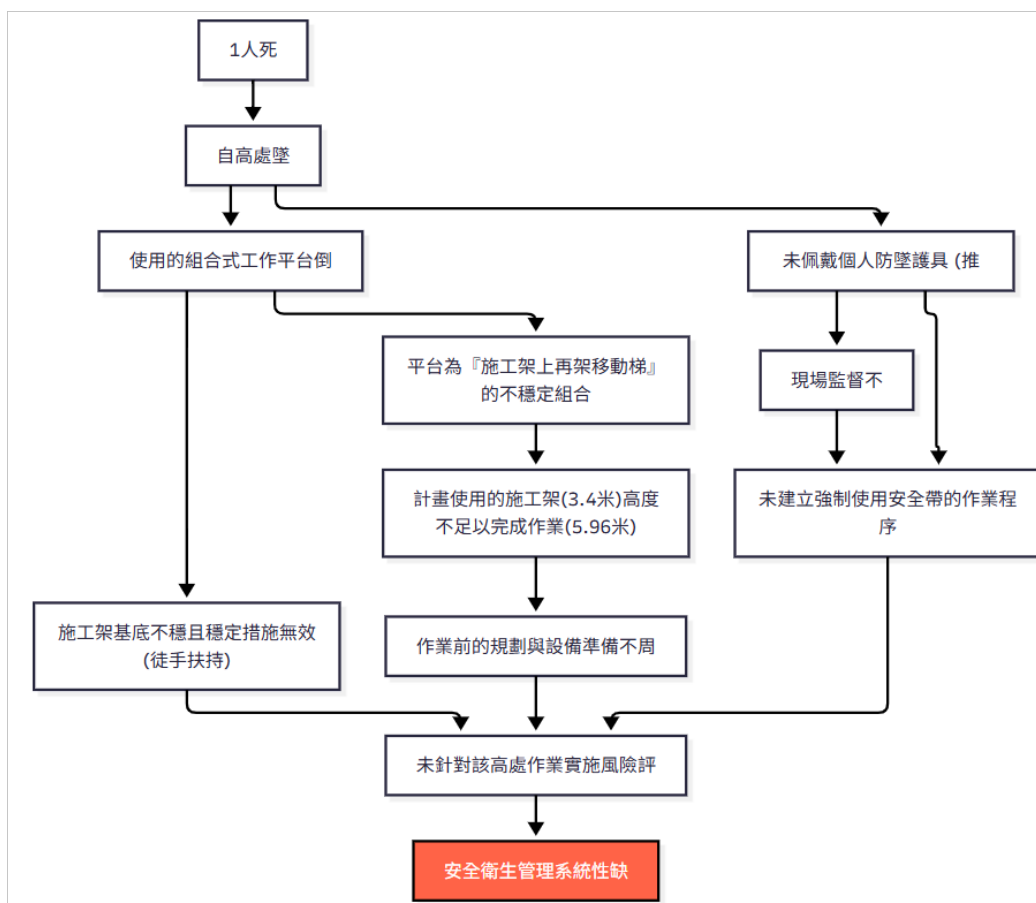 1人死
自高處墜
使用的組合式工作平台倒
未佩戴個人防墜護具 (推
平台為『施工架上再架移動梯』
的不穩定組合
現場監督不
計畫使用的施工架(3.4米)高度
不足以完成作業(5.96米)
未建立強制使用安全帶的作業程
序
施工架基底不穩且穩定措施無效
(徒手扶持)
作業前的規劃與設備準備不周
未針對該高處作業實施風險評
安全衛生管理系統性缺